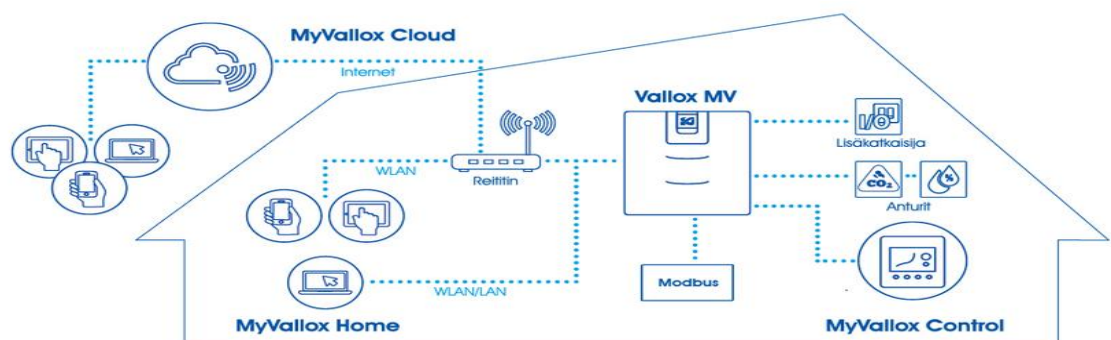 MyVallox Cloud
Internet
Vallox MV
I/O
Lisäkatkaisija
WLAN
Reititin
CO₂
%
Anturit
Modbus
WLAN/LAN
MyVallox Home
MyVallox Control